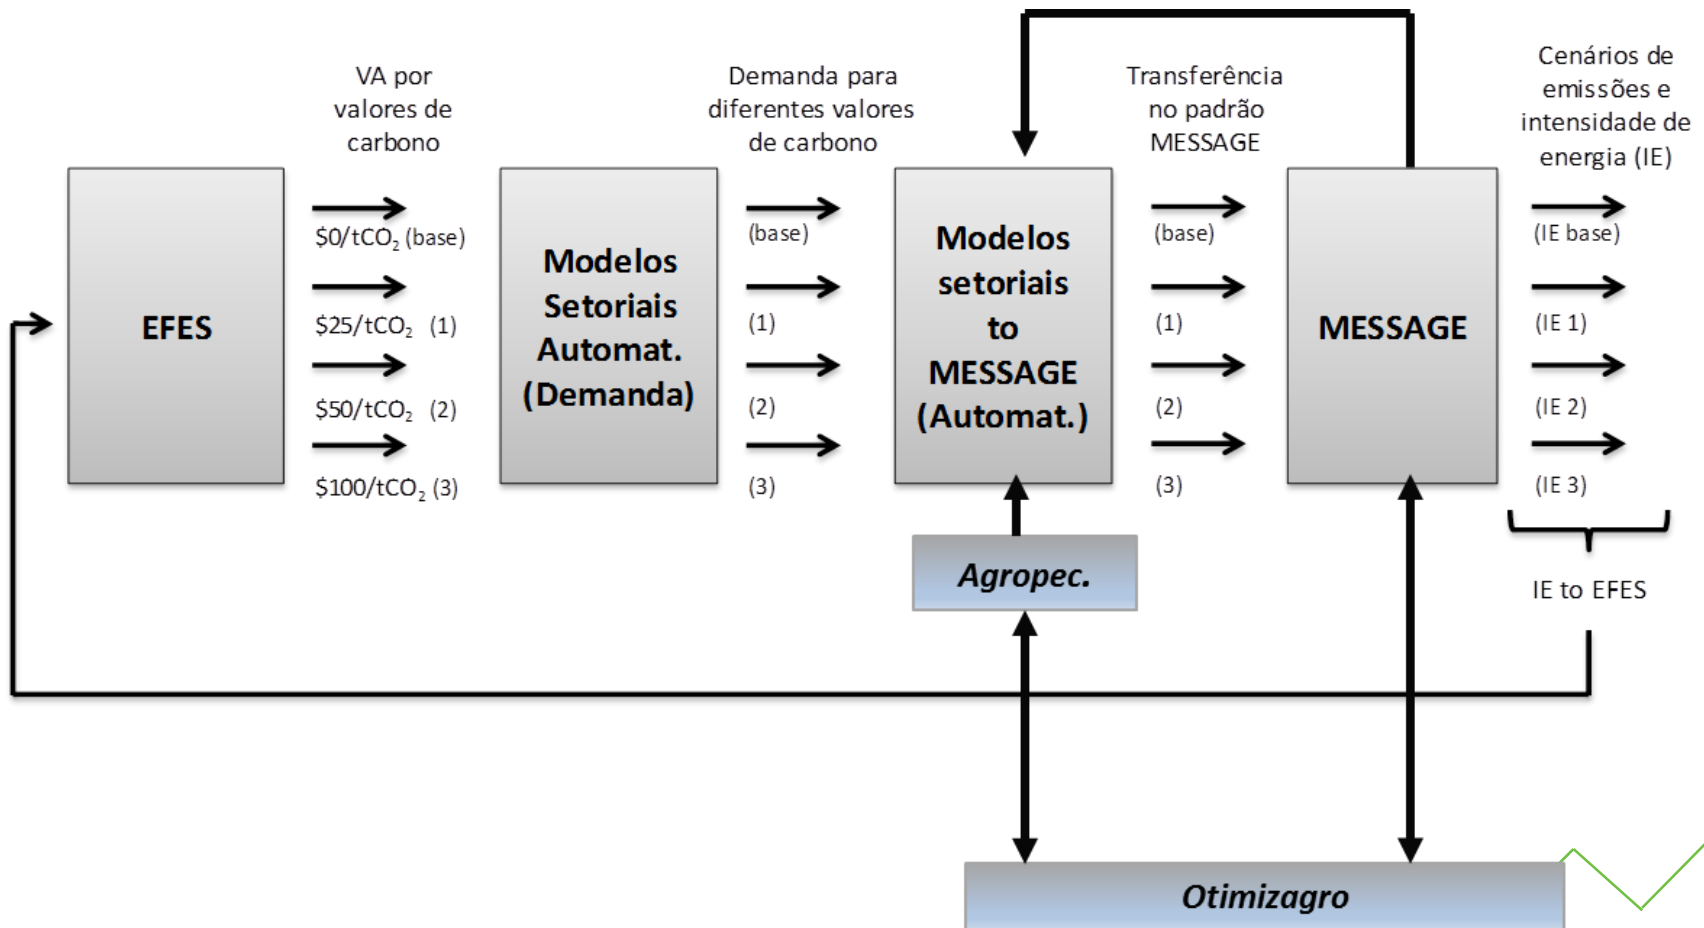 VA por
valores de
carbono
Demanda para
diferentes valores
de carbono
Transferência
no padrão
MESSAGE
Cenários de
emissões e
intensidade de
energia (IE)
EFES
$0/tCO₂ (base)
$25/tCO₂ (1)
$50/tCO₂ (2)
$100/tCO₂ (3)
Modelos
Setoriais
Automat.
(Demanda)
(base)
(1)
(2)
(3)
Modelos
setoriais
to
MESSAGE
(Automat.)
(base)
(1)
(2)
(3)
MESSAGE
(IE base)
(IE 1)
(IE 2)
(IE 3)
Agropec.
IE to EFES
Otimizagro